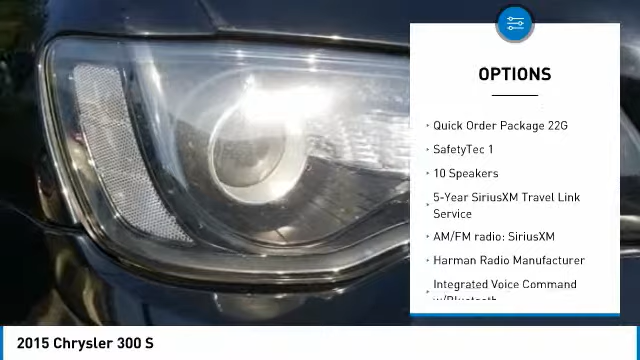 OPTIONS
Quick Order Package 22G
SafetyTec 1
10 Speakers
5-Year SiriusXM Travel Link
Service
AM/FM radio: SiriusXM
Harman Radio Manufacturer
Integrated Voice Command
w/Bluetooth
2015 Chrysler 300 S